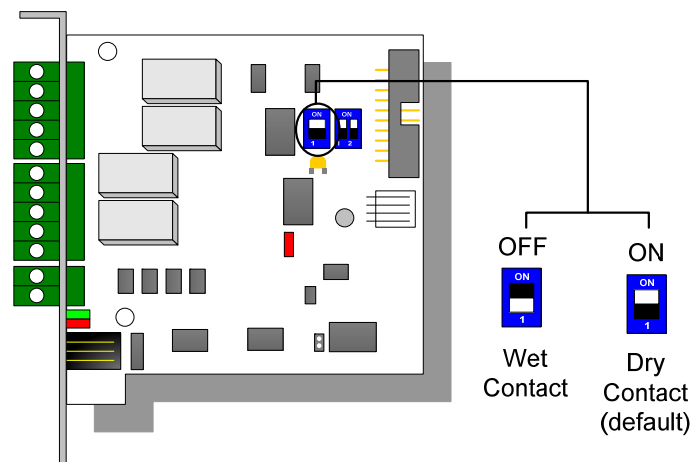 ON
1
ON
1 2
OFF
ON
1
Wet
Contact
ON
ON
1
Dry
Contact
(default)